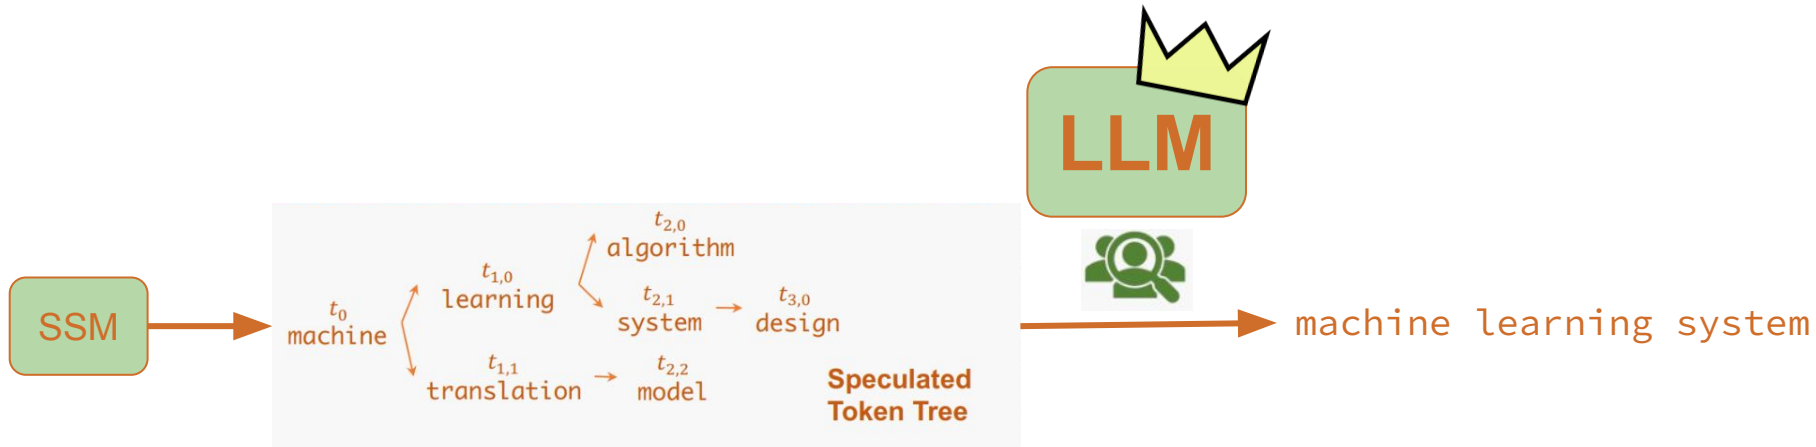 LLM
SSM
t0
machine
t1,0
learning
t1,1
translation
t2,0
algorithm
t2,1
system
t2,2
model
t3,0
design
Speculated
Token Tree
machine learning system